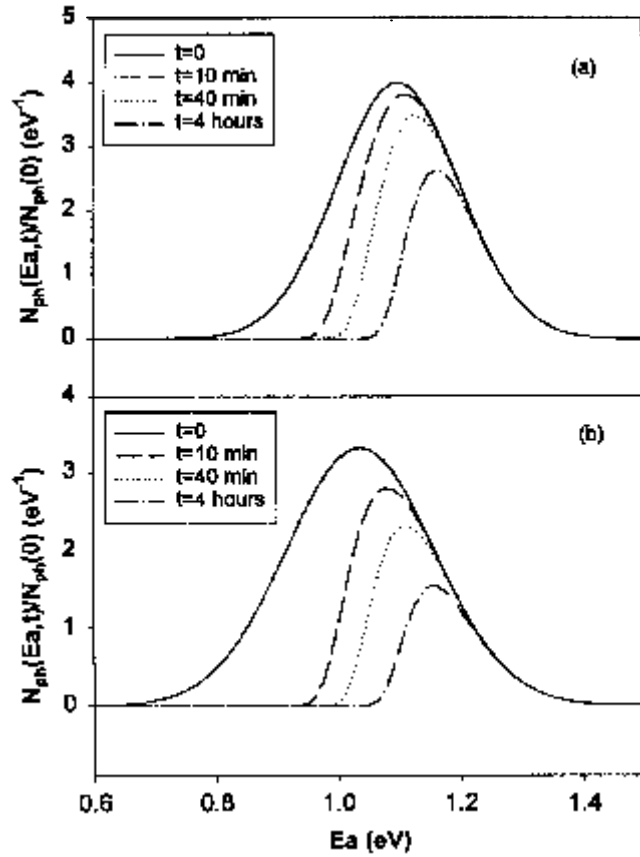 5
4
3
2
1
0
N_ph(Ea,t)/N_ph(0) (eV⁻¹)
t=0
t=10 min
t=40 min
t=4 hours
(a)
4
3
2
1
0
N_ph(Ea,t)/N_ph(0) (eV⁻¹)
t=0
t=10 min
t=40 min
t=4 hours
(b)
0.6 0.8 1.0 1.2 1.4
Ea (eV)